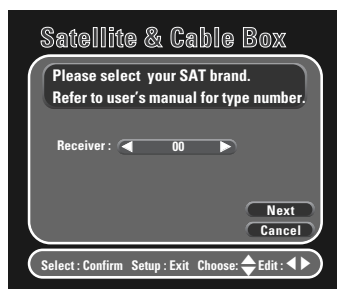 Satellite & Cable Box
Please select your SAT brand.
Refer to user's manual for type number.
Receiver : 00
Next
Cancel
Select : Confirm Setup : Exit Choose: Edit :